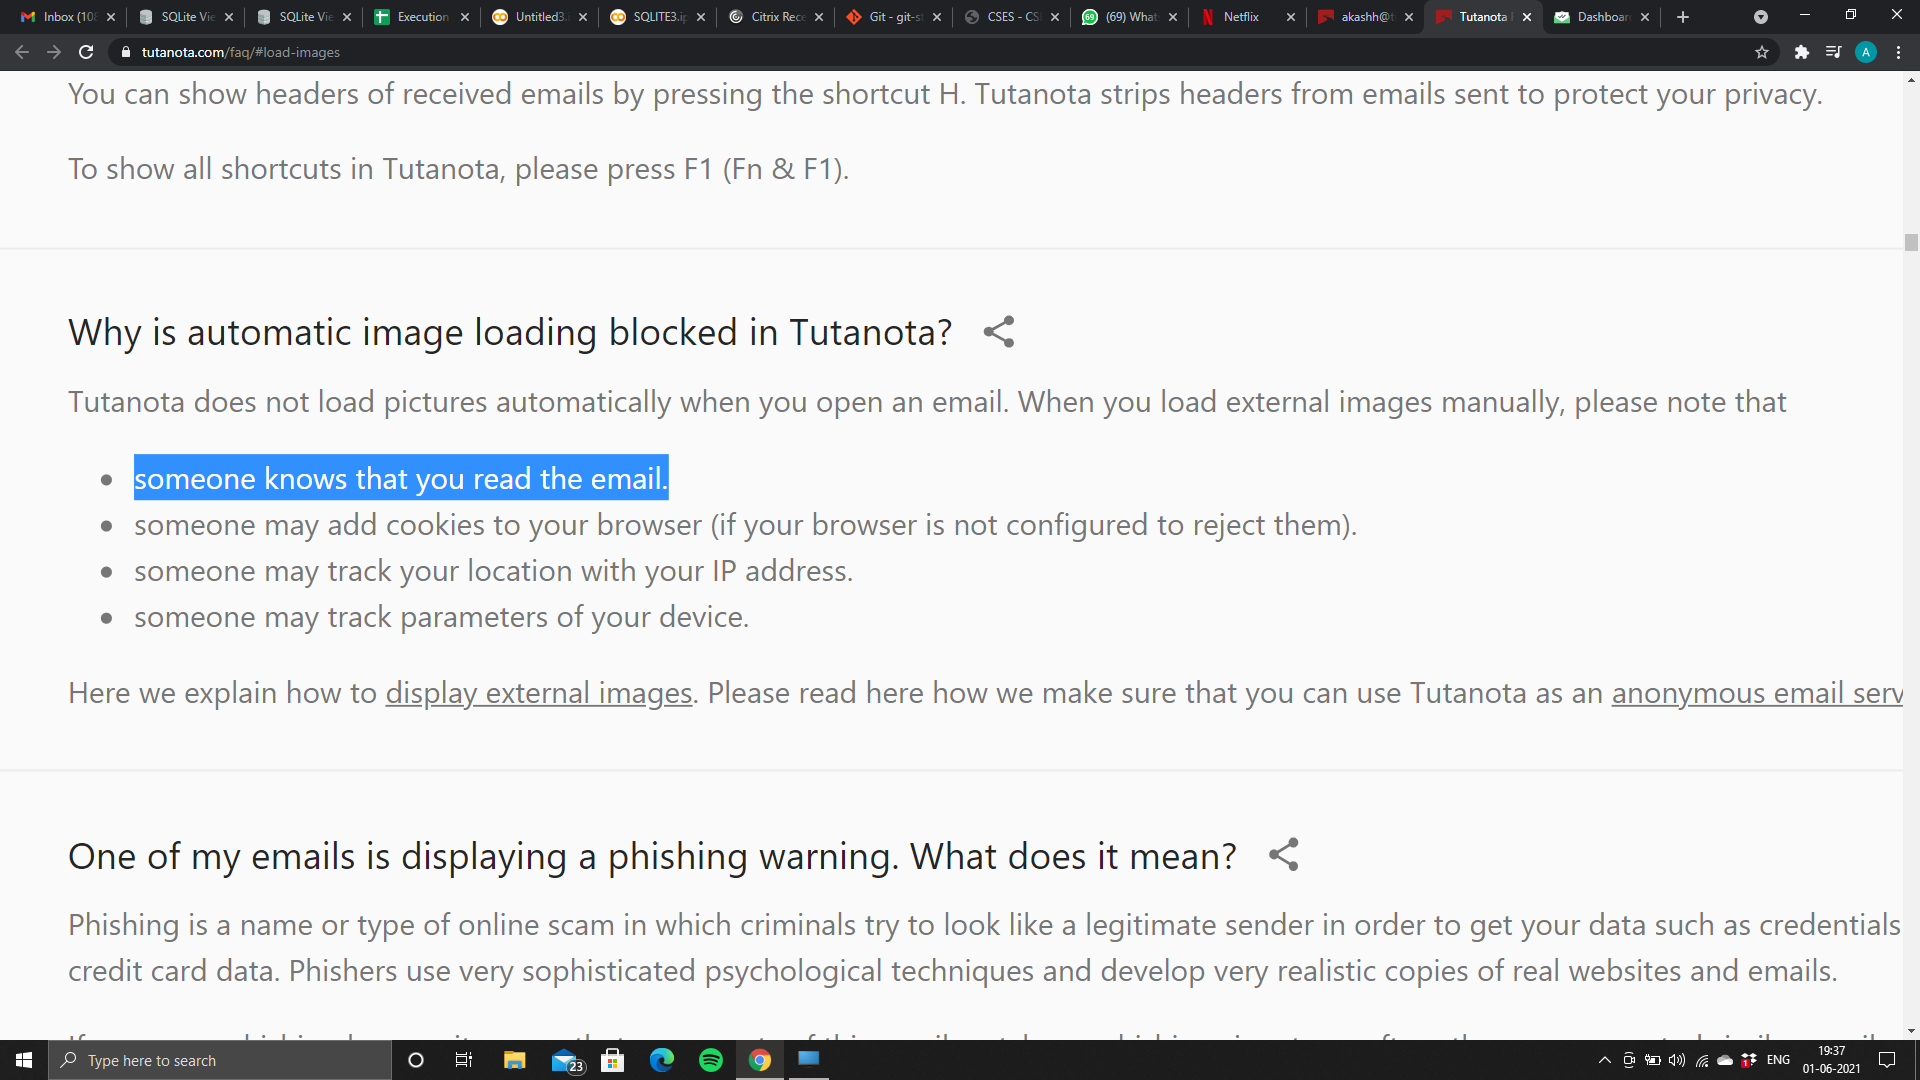 Inbox (108
SQLite Vie
SQLite Vie
Execution
Untitled3.i
SQLITE3.ip
Citrix Rece
Git - git-st
CSES - CSE
(69) What
Netflix
akashh@t
Tutanota
Dashboar
tutanota.com/faq/#load-images
A
You can show headers of received emails by pressing the shortcut H. Tutanota strips headers from emails sent to protect your privacy.
To show all shortcuts in Tutanota, please press F1 (Fn & F1).
Why is automatic image loading blocked in Tutanota?
Tutanota does not load pictures automatically when you open an email. When you load external images manually, please note that
someone knows that you read the email.
someone may add cookies to your browser (if your browser is not configured to reject them).
someone may track your location with your IP address.
someone may track parameters of your device.
Here we explain how to display external images. Please read here how we make sure that you can use Tutanota as an anonymous email serv
One of my emails is displaying a phishing warning. What does it mean?
Phishing is a name or type of online scam in which criminals try to look like a legitimate sender in order to get your data such as credentials
credit card data. Phishers use very sophisticated psychological techniques and develop very realistic copies of real websites and emails.
Type here to search
23
ENG
19:37
01-06-2021